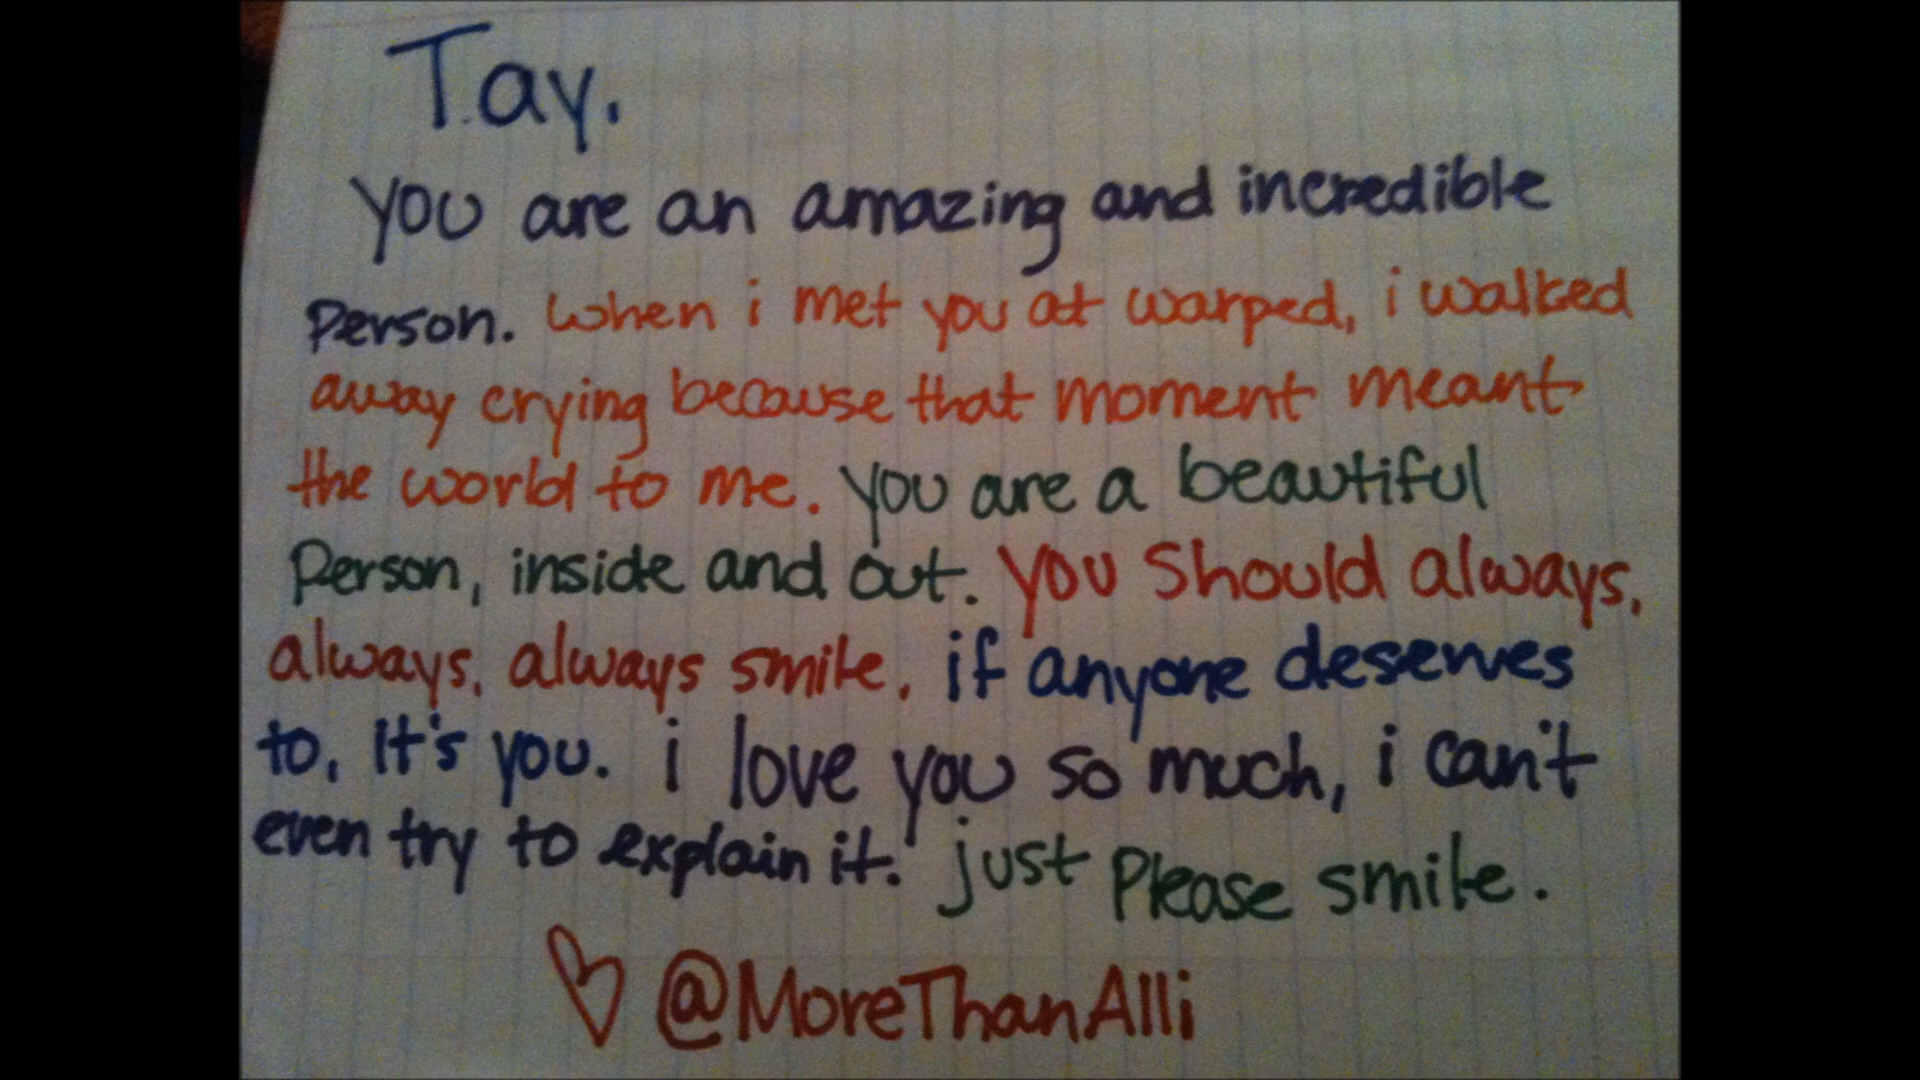 Tay.
you are an amazing and incredible
Person. when i met you at warped, i walked
away crying because that moment meant
the world to me. you are a beautiful
Person, inside and out. you should always,
always, always smile. if anyone deserves
to, it's you. i love you so much, i can't
even try to explain it. just Please smile.
♡ @MoreThanAlli